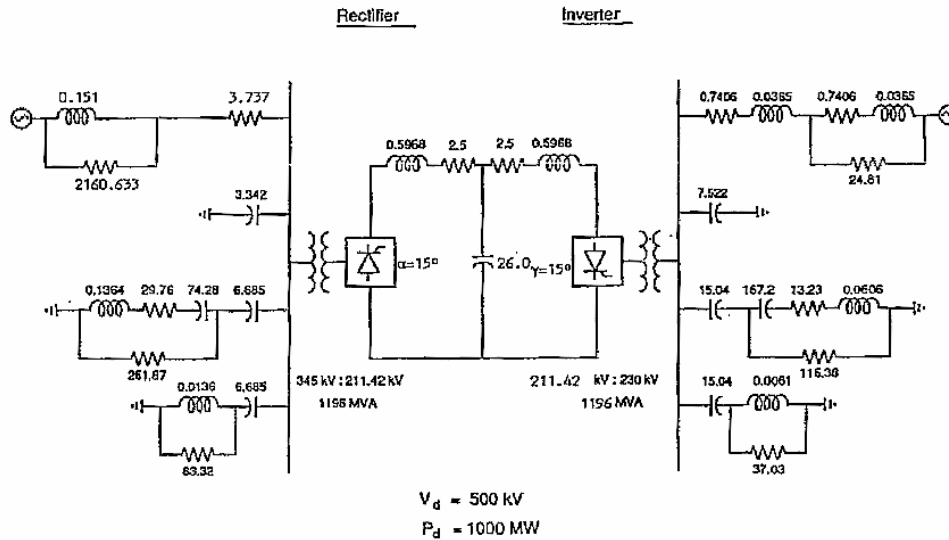 Rectifier Inverter
0.151 3.737 0.7406 0.0365 0.7406 0.0365
0.5968 2.5 2.5 0.5968
2160.633 24.81
3.342 7.522
α=15° 26.0 γ=15°
0.1364 29.76 74.28 6.685 15.04 167.2 13.23 0.0606
261.87 116.38
345 kV : 211.42 kV 211.42 kV : 230 kV
0.0136 6.685 1196 MVA 1196 MVA 15.04 0.0061
63.32 37.03
V_d = 500 kV
P_d = 1000 MW